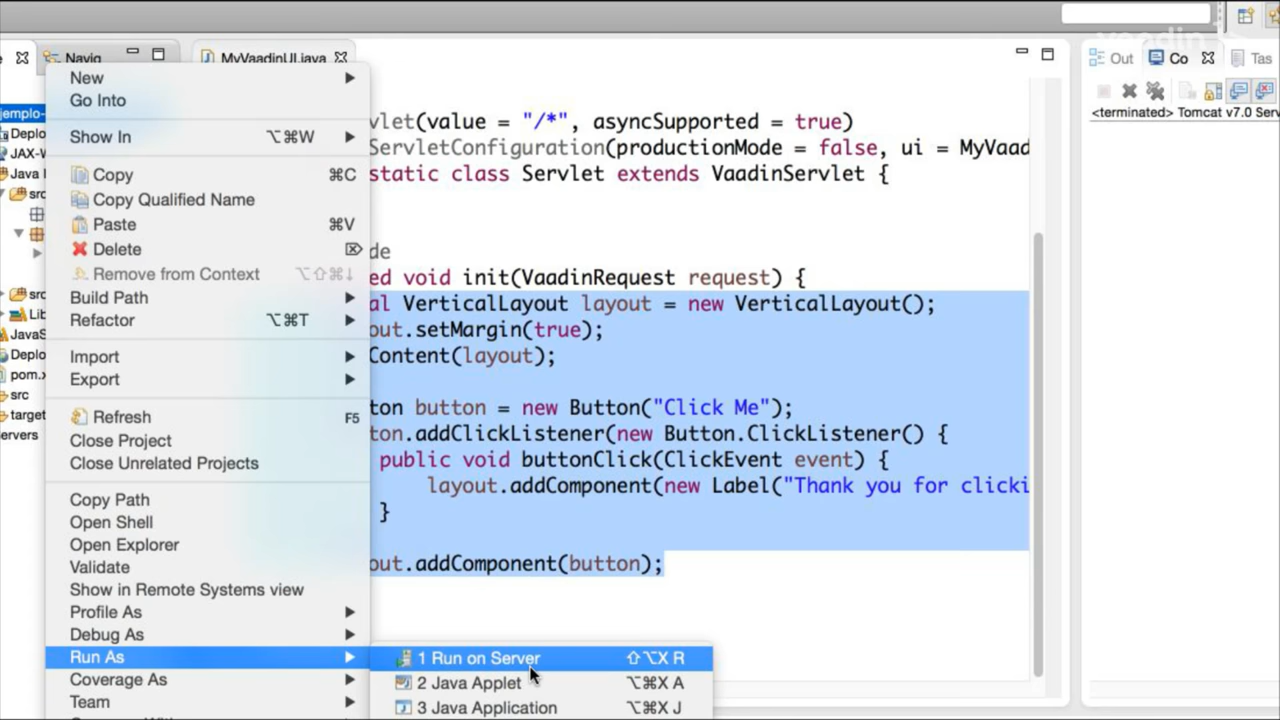 Navig
MyVaadinUI.java
Out
Co
Tas
<terminated> Tomcat v7.0 Serv
jemplo-
Deplo
JAX-W
Java
src
src
Lib
JavaS
Deplo
pom.x
src
target
ervers
New
Go Into
Show In ⌥⌘W
Copy ⌘C
Copy Qualified Name
Paste ⌘V
Delete ⌦
Remove from Context ⌥⇧⌘↓
Build Path
Refactor ⌥⌘T
Import
Export
Refresh F5
Close Project
Close Unrelated Projects
Copy Path
Open Shell
Open Explorer
Validate
Show in Remote Systems view
Profile As
Debug As
Run As
Coverage As
Team
1 Run on Server ⇧⌥X R
2 Java Applet ⌥⌘X A
3 Java Application ⌥⌘X J
vlet(value = "/*", asyncSupported = true)
ServletConfiguration(productionMode = false, ui = MyVaad
static class Servlet extends VaadinServlet {
de
ed void init(VaadinRequest request) {
al VerticalLayout layout = new VerticalLayout();
out.setMargin(true);
Content(layout);
ton button = new Button("Click Me");
ton.addClickListener(new Button.ClickListener() {
public void buttonClick(ClickEvent event) {
layout.addComponent(new Label("Thank you for clicki
}
out.addComponent(button);